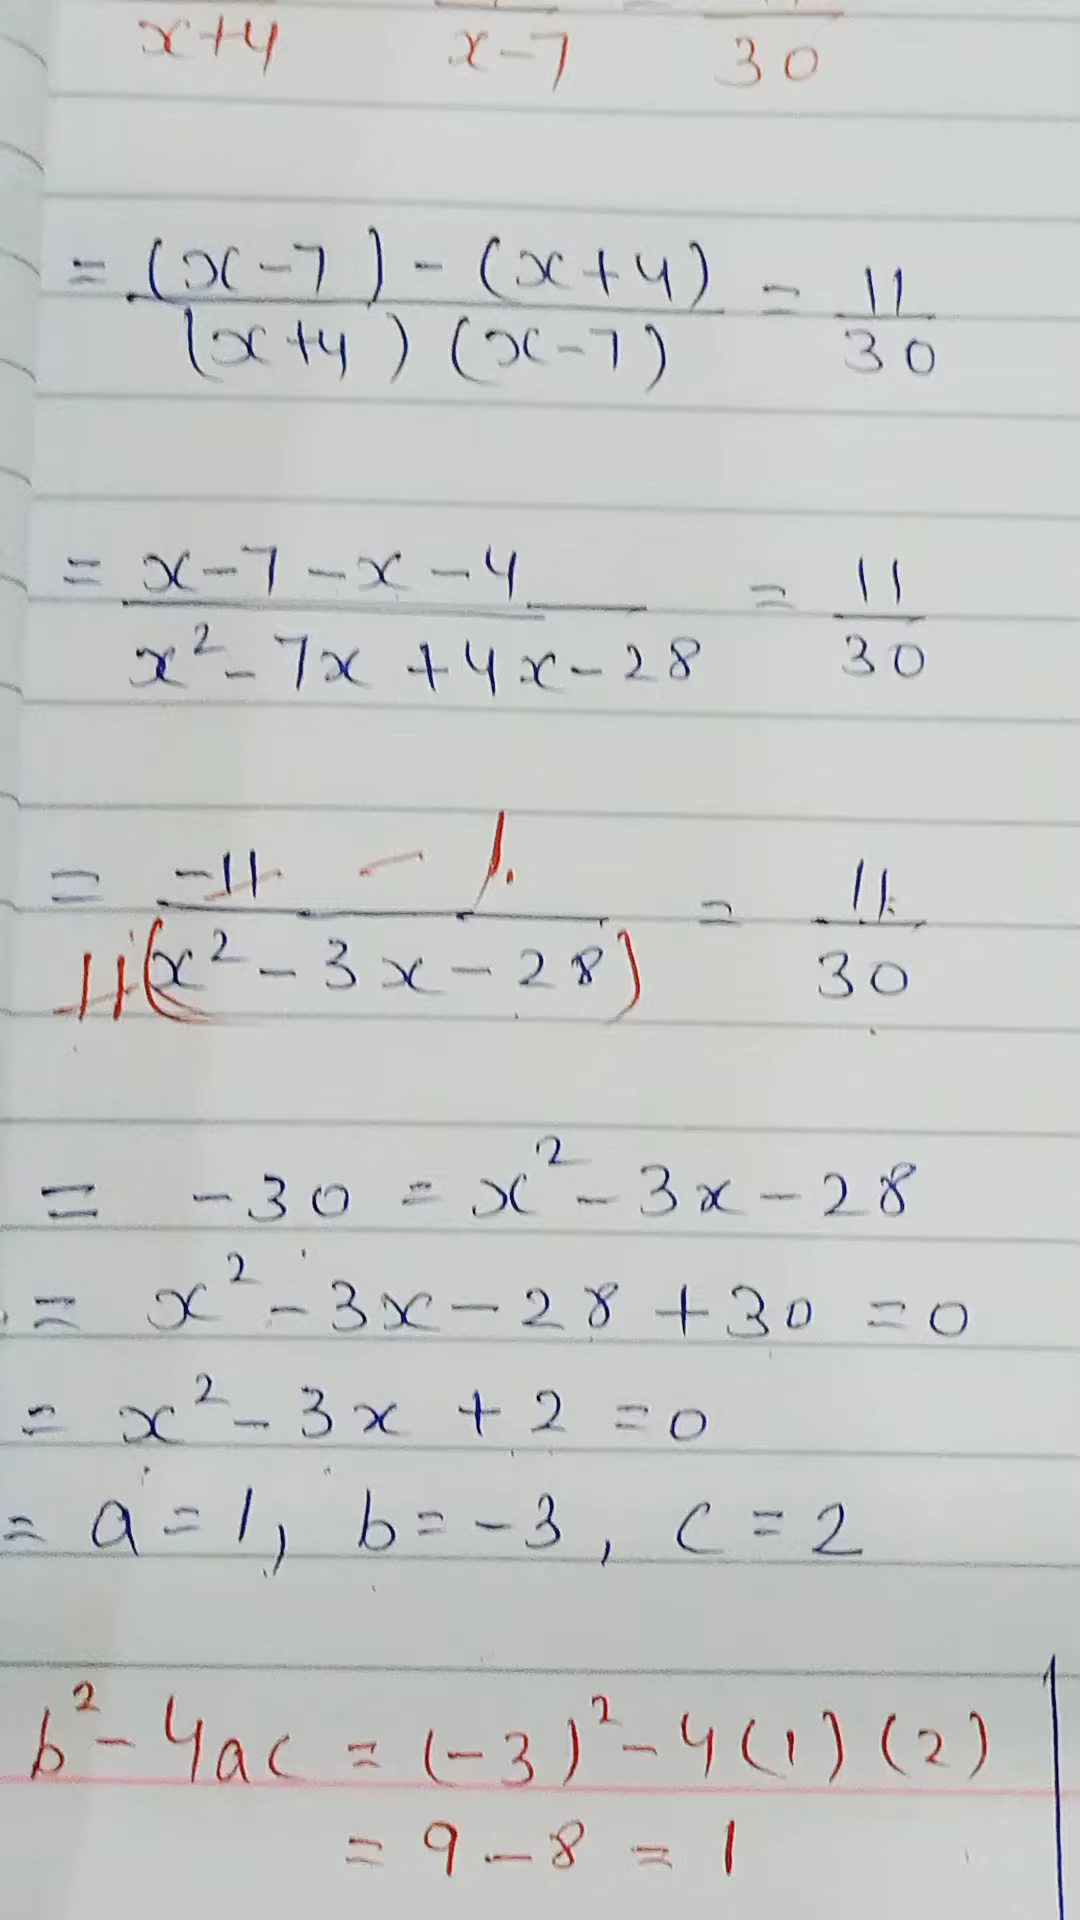 x+4 x-7 30
= (x-7) - (x+4) / (x+4) (x-7) = 11/30
= x-7-x-4 / x²-7x+4x-28 = 11/30
= -11 -1 / 11(x²-3x-28) = 11/30
= -30 = x²-3x-28
= x²-3x-28+30 = 0
= x²-3x+2 = 0
= a=1, b=-3, c=2
b²-4ac = (-3)²-4(1)(2)
= 9-8 = 1